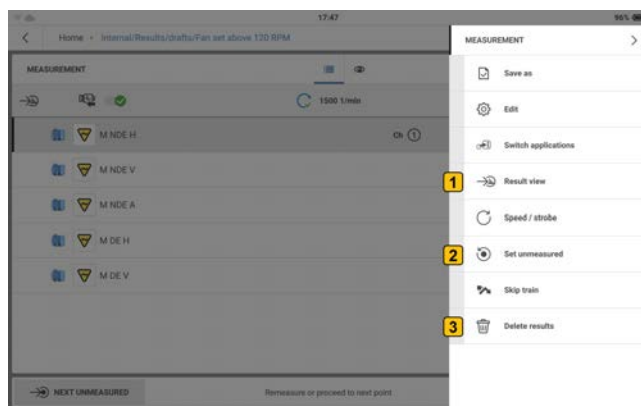 17:47
96%
Home • Internal/Results/drafts/Fan set above 120 RPM
MEASUREMENT
1500 1/min
M NDE H
Ch 1
M NDE V
M NDE A
M DE H
M DE V
NEXT UNMEASURED
Remeasure or proceed to next point
MEASUREMENT
Save as
Edit
Switch applications
1 Result view
Speed / strobe
2 Set unmeasured
Skip train
3 Delete results